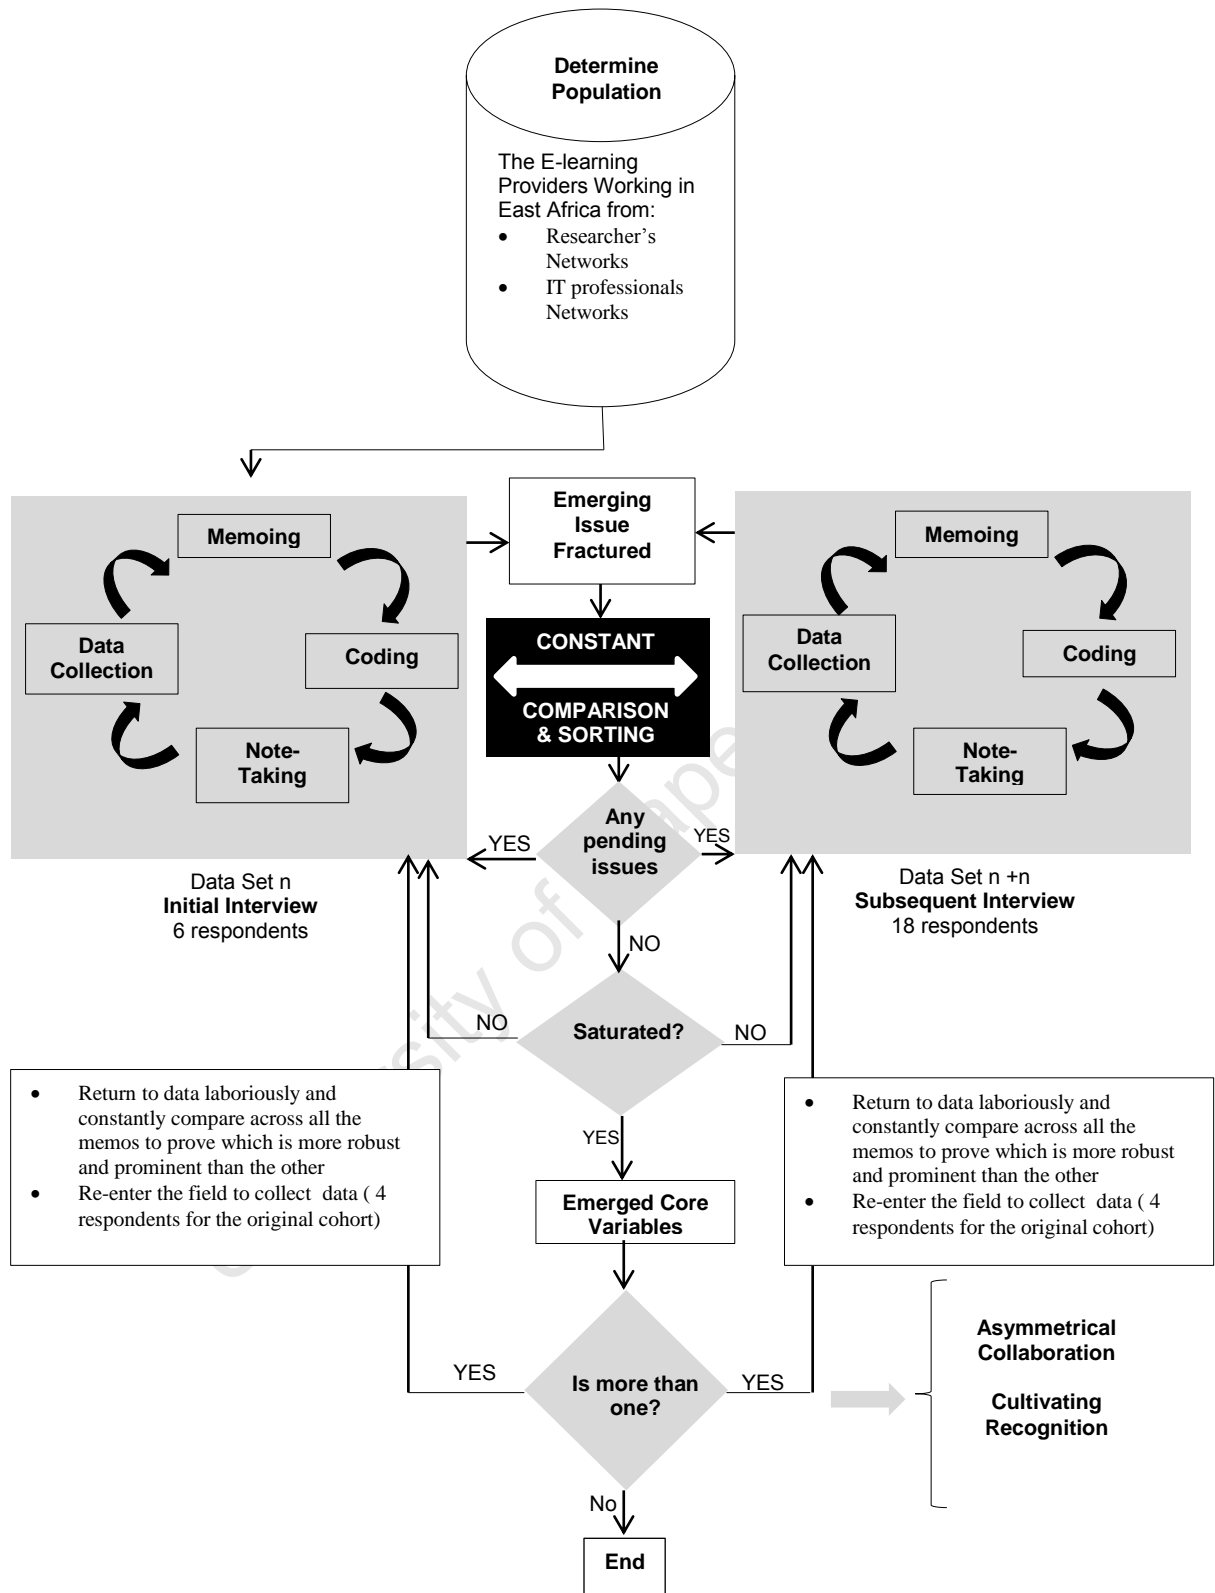 Determine
Population
The E-learning
Providers Working in
East Africa from:
• Researcher's
Networks
• IT professionals
Networks
Memoing
Data
Collection
Coding
Note-
Taking
Emerging
Issue
Fractured
Memoing
Data
Collection
Coding
Note-
Taking
CONSTANT
COMPARISON
& SORTING
Any
pending
issues
YES
YES
Data Set n
Initial Interview
6 respondents
Data Set n +n
Subsequent Interview
18 respondents
NO
Saturated?
NO
NO
• Return to data laboriously and
constantly compare across all the
memos to prove which is more robust
and prominent than the other
• Re-enter the field to collect data ( 4
respondents for the original cohort)
• Return to data laboriously and
constantly compare across all the
memos to prove which is more robust
and prominent than the other
• Re-enter the field to collect data ( 4
respondents for the original cohort)
YES
Emerged Core
Variables
Is more than
one?
YES
YES
Asymmetrical
Collaboration
Cultivating
Recognition
No
End